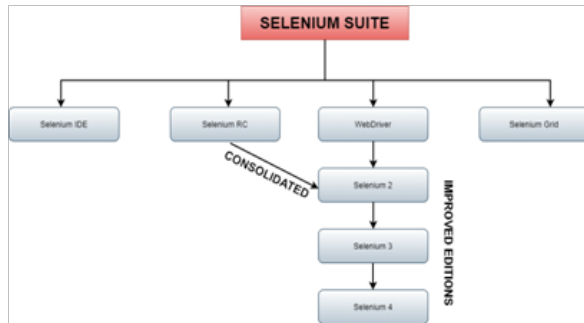 SELENIUM SUITE
Selenium IDE
Selenium RC
WebDriver
Selenium Grid
CONSOLIDATED
Selenium 2
IMPROVED EDITIONS
Selenium 3
Selenium 4